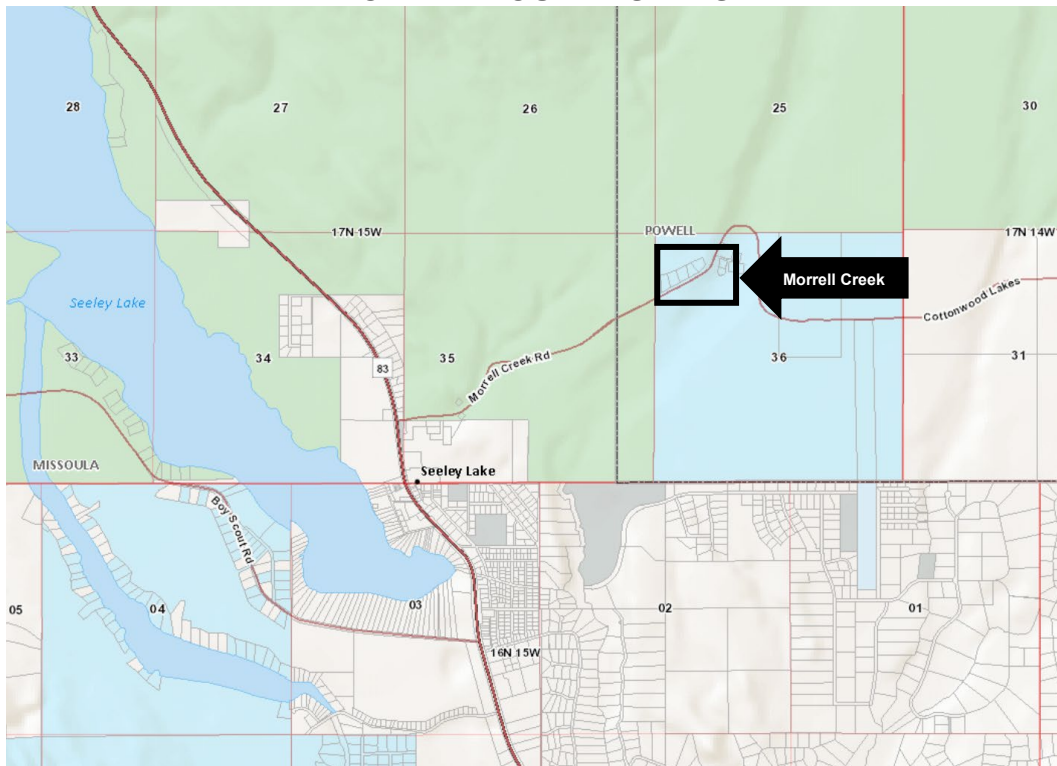 28
27
26
25
30
17N 15W
POWELL
17N 14W
Morrell Creek
Seeley Lake
Cottonwood Lakes
33
34
83
35
Morrell Creek Rd
36
31
MISSOULA
Seeley Lake
Boy Scout Rd
05
04
03
02
01
16N 15W